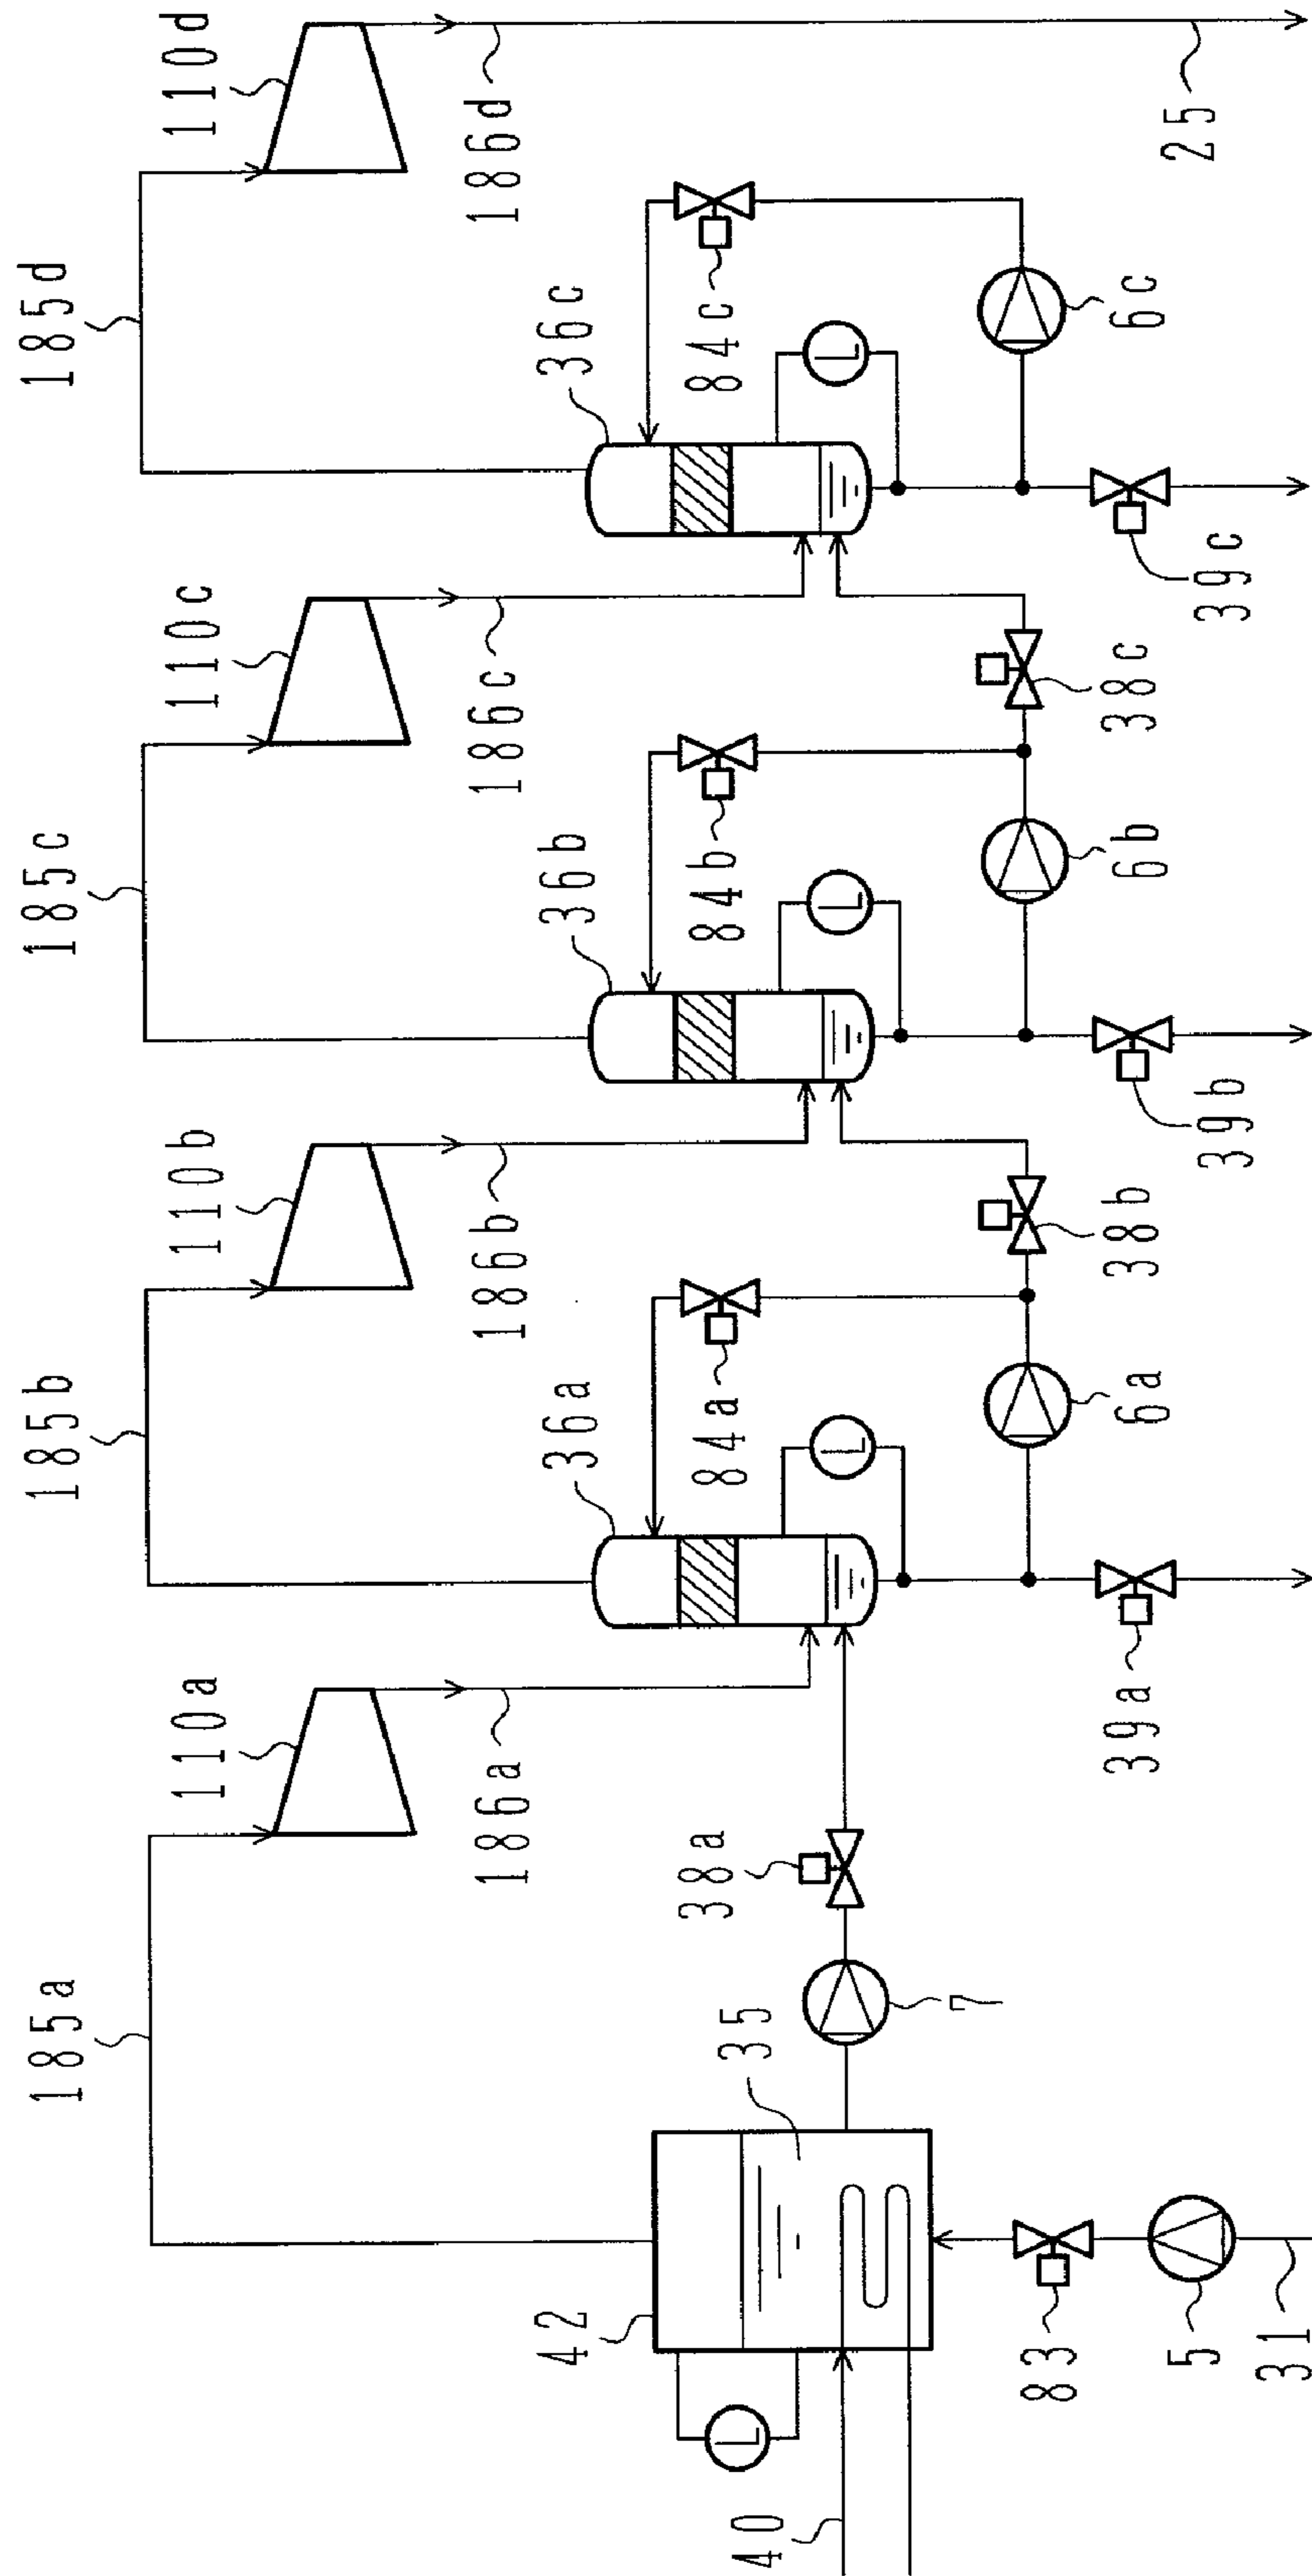 185a
110a
185b
110b
185c
110c
185d
110d
186a
186b
186c
186d
36a
36b
36c
84a
84b
84c
42
35
L
L
L
L
38a
7
6a
38b
6b
38c
6c
40
83
5
31
39a
39b
39c
25